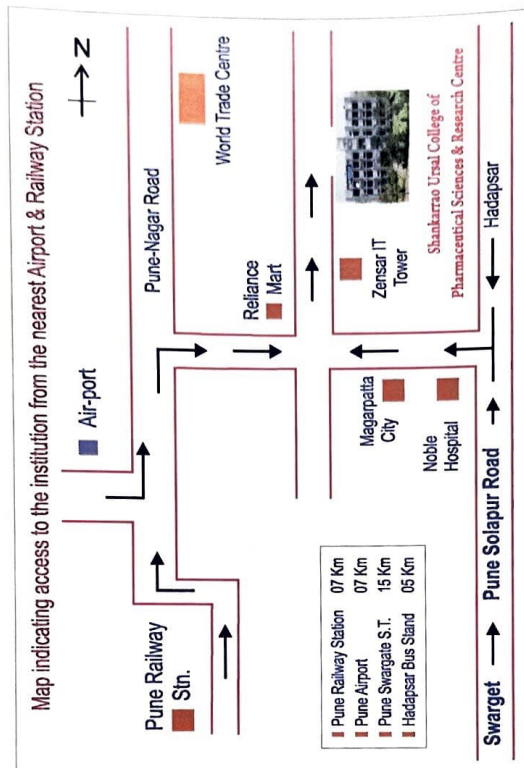 Map indicating access to the institution from the nearest Airport & Railway Station
N
Air-port
Pune-Nagar Road
World Trade Centre
Pune Railway
Stn.
Reliance
Mart
Zensar IT
Tower
Shankarrao Ursal College of
Pharmaceutical Sciences & Research Centre
Magarpatta
City
Noble
Hospital
Pune Railway Station 07 Km
Pune Airport 07 Km
Pune Swargate S.T. 15 Km
Hadapsar Bus Stand 05 Km
Swarget
Pune Solapur Road
Hadapsar